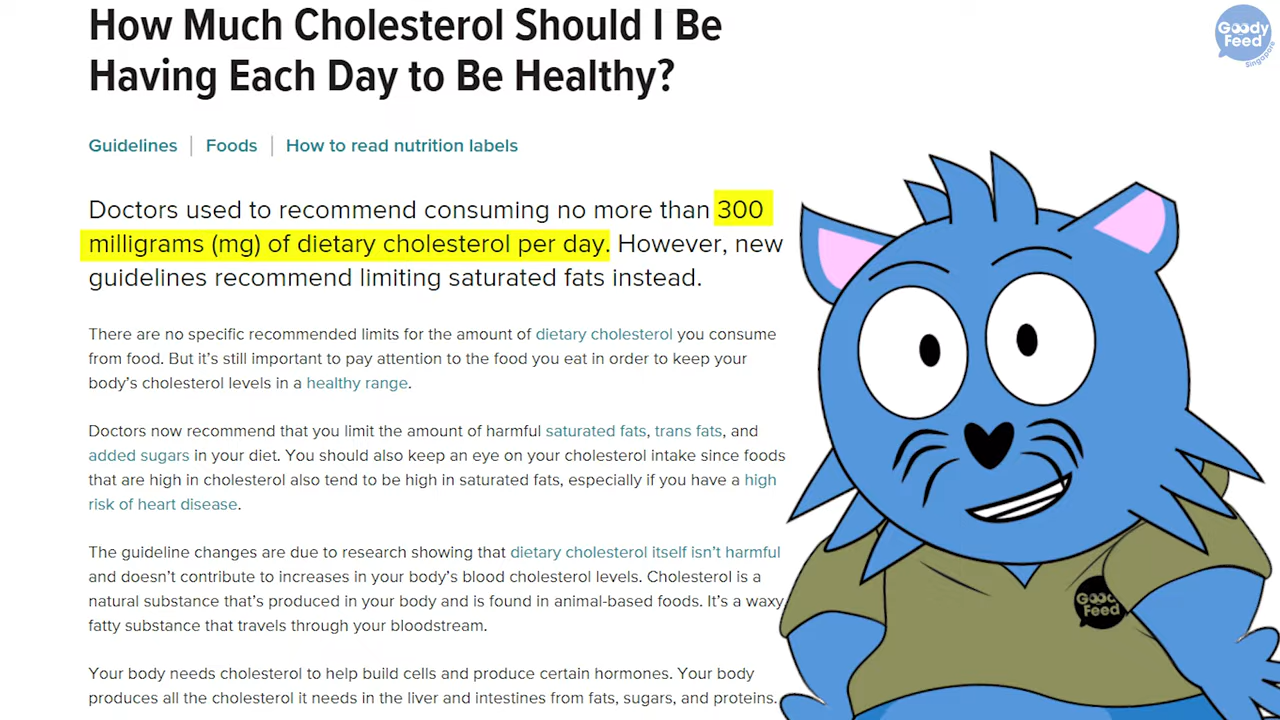 How Much Cholesterol Should I Be
Having Each Day to Be Healthy?
Goody
Feed
Singapore
Guidelines | Foods | How to read nutrition labels
Doctors used to recommend consuming no more than 300
milligrams (mg) of dietary cholesterol per day. However, new
guidelines recommend limiting saturated fats instead.
There are no specific recommended limits for the amount of dietary cholesterol you consume
from food. But it’s still important to pay attention to the food you eat in order to keep your
body’s cholesterol levels in a healthy range.
Doctors now recommend that you limit the amount of harmful saturated fats, trans fats, and
added sugars in your diet. You should also keep an eye on your cholesterol intake since foods
that are high in cholesterol also tend to be high in saturated fats, especially if you have a high
risk of heart disease.
The guideline changes are due to research showing that dietary cholesterol itself isn’t harmful
and doesn’t contribute to increases in your body’s blood cholesterol levels. Cholesterol is a
natural substance that’s produced in your body and is found in animal-based foods. It’s a waxy,
fatty substance that travels through your bloodstream.
Your body needs cholesterol to help build cells and produce certain hormones. Your body
produces all the cholesterol it needs in the liver and intestines from fats, sugars, and proteins.
Feed